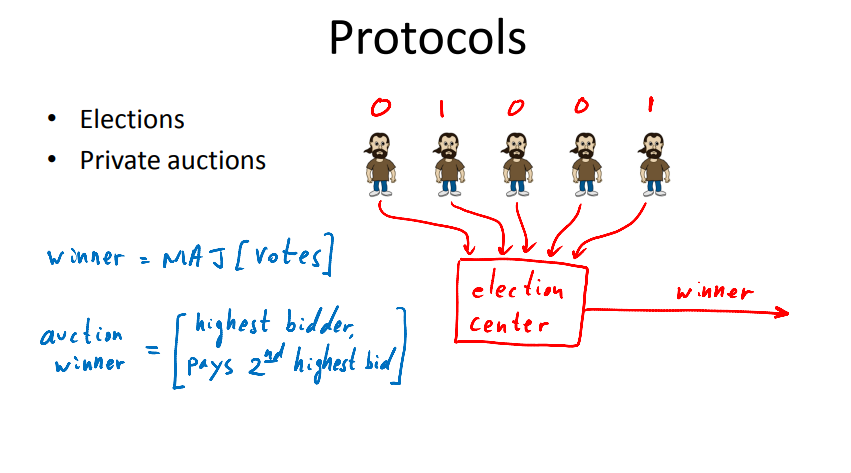 Protocols
• Elections
• Private auctions
0 1 0 0 1
winner = MAJ [votes]
auction winner = [highest bidder,
pays 2nd highest bid]
election
center
winner